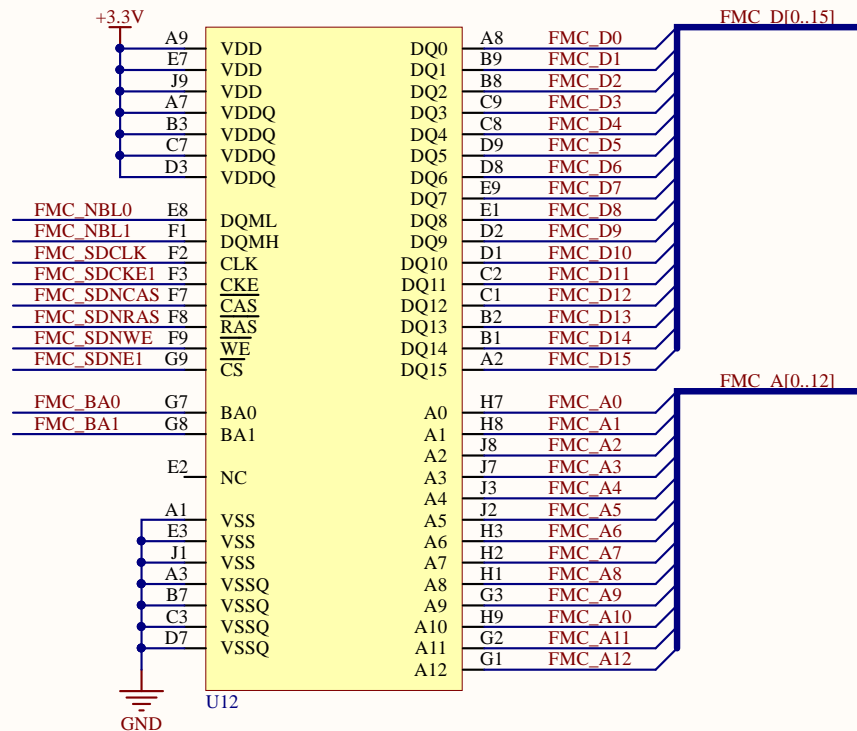 +3.3V FMC_D[0..15]
A9 VDD DQ0 A8 FMC_D0
E7 VDD DQ1 B9 FMC_D1
J9 VDD DQ2 B8 FMC_D2
A7 VDDQ DQ3 C9 FMC_D3
B3 VDDQ DQ4 C8 FMC_D4
C7 VDDQ DQ5 D9 FMC_D5
D3 VDDQ DQ6 D8 FMC_D6
DQ7 E9 FMC_D7
FMC_NBL0 E8 DQML DQ8 E1 FMC_D8
FMC_NBL1 F1 DQMH DQ9 D2 FMC_D9
FMC_SDCLK F2 CLK DQ10 D1 FMC_D10
FMC_SDCKE1 F3 CKE DQ11 C2 FMC_D11
FMC_SDNCAS F7 CAS DQ12 C1 FMC_D12
FMC_SDNRAS F8 RAS DQ13 B2 FMC_D13
FMC_SDNWE F9 WE DQ14 B1 FMC_D14
FMC_SDNE1 G9 CS DQ15 A2 FMC_D15
FMC_A[0..12]
FMC_BA0 G7 BA0 A0 H7 FMC_A0
FMC_BA1 G8 BA1 A1 H8 FMC_A1
A2 J8 FMC_A2
E2 NC A3 J7 FMC_A3
A4 J3 FMC_A4
A1 VSS A5 J2 FMC_A5
E3 VSS A6 H3 FMC_A6
J1 VSS A7 H2 FMC_A7
A3 VSSQ A8 H1 FMC_A8
B7 VSSQ A9 G3 FMC_A9
C3 VSSQ A10 H9 FMC_A10
D7 VSSQ A11 G2 FMC_A11
A12 G1 FMC_A12
U12
GND